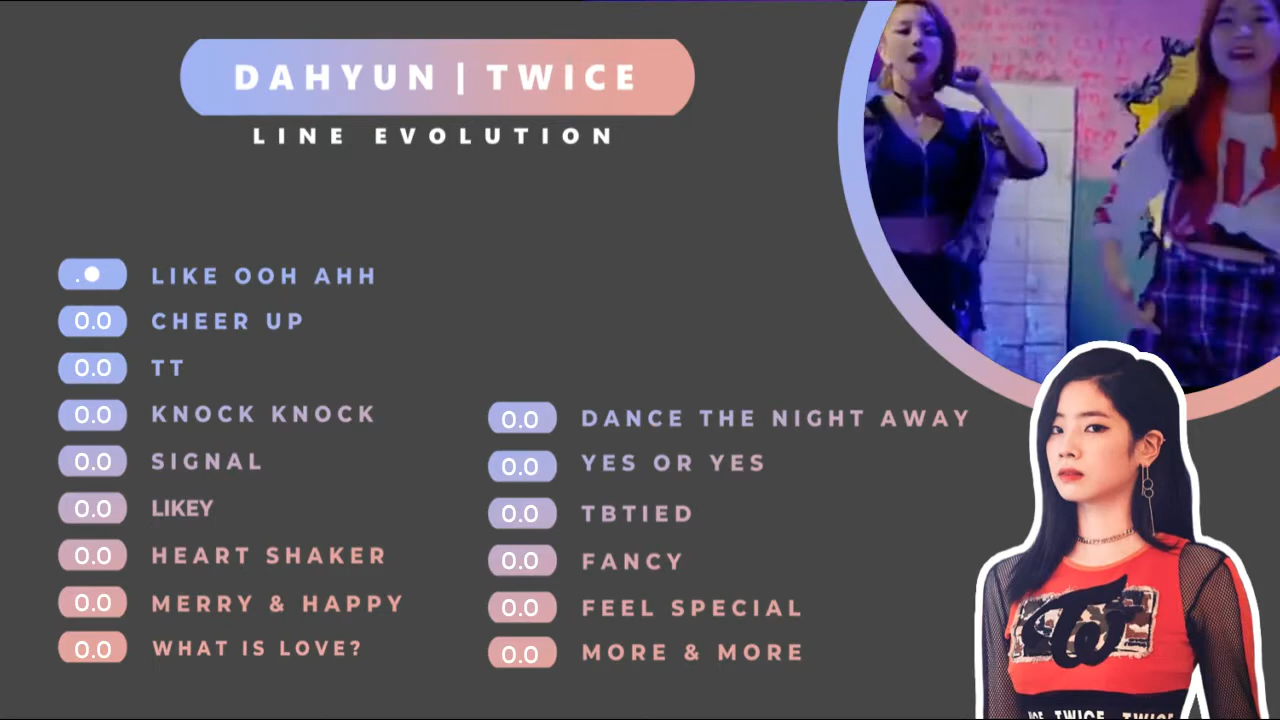 DAHYUN | TWICE
LINE EVOLUTION
. LIKE OOH AHH
0.0 CHEER UP
0.0 TT
0.0 KNOCK KNOCK
0.0 SIGNAL
0.0 LIKEY
0.0 HEART SHAKER
0.0 MERRY & HAPPY
0.0 WHAT IS LOVE?
0.0 DANCE THE NIGHT AWAY
0.0 YES OR YES
0.0 TBTIED
0.0 FANCY
0.0 FEEL SPECIAL
0.0 MORE & MORE
TW
TWICE TWICE